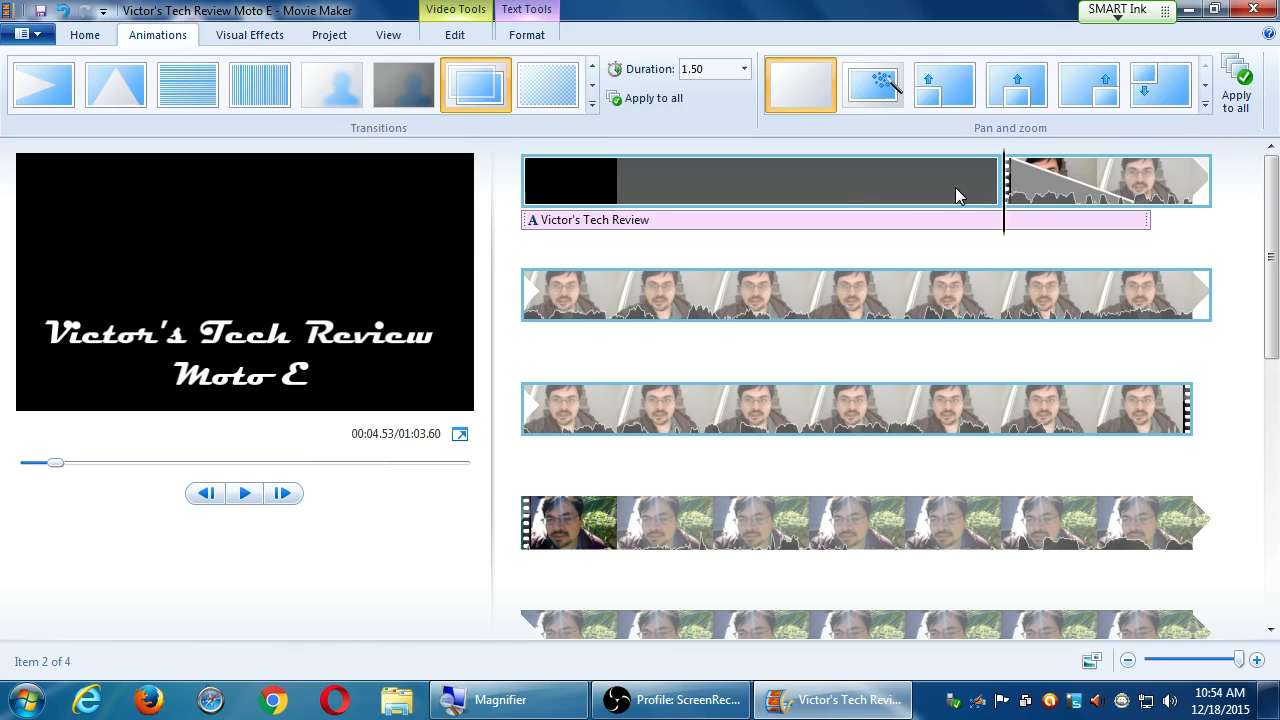 Victor's Tech Review Moto E - Movie Maker
Video Tools
Text Tools
SMART Ink
Home
Animations
Visual Effects
Project
View
Edit
Format
Duration: 1.50
Apply to all
Transitions
Apply to all
Pan and zoom
A Victor's Tech Review
Victor's Tech Review
Moto E
00:04.53/01:03.60
Item 2 of 4
Magnifier
Profile: ScreenRec...
Victor's Tech Revi...
10:54 AM
12/18/2015